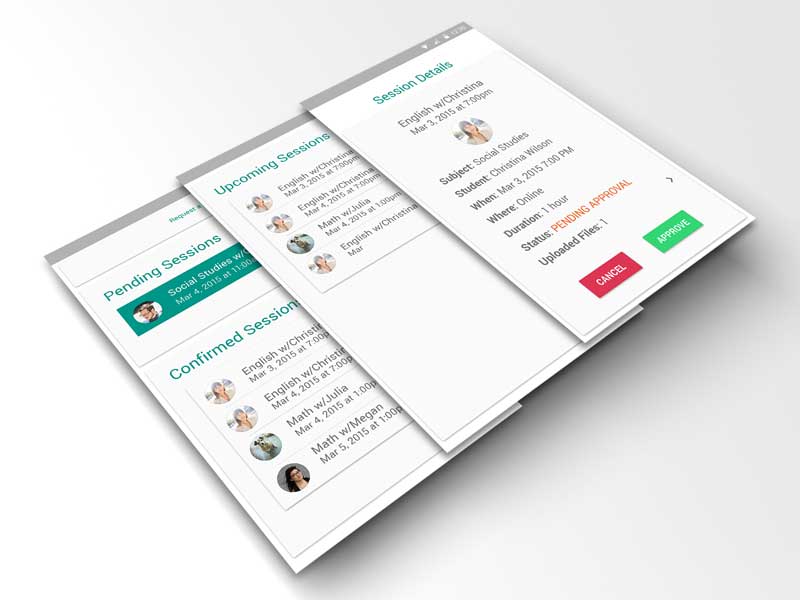 Request a
Pending Sessions
Social Studies w/C
Mar 4, 2015 at 11:00
Confirmed Sessions
English w/Christina
Mar 3, 2015 at 7:00p
English w/Christina
Mar 4, 2015 at 7:00p
Math w/Julia
Mar 4, 2015 at 1:00p
Math w/Megan
Mar 5, 2015 at 1:00p
Upcoming Sessions
English w/Christina
Mar 3, 2015 at 7:00pm
English w/Christina
Mar 4, 2015 at 7:00pm
Math w/Julia
Mar 4, 2015 at 1:00pm
English w/Christina
Mar
Session Details
English w/Christina
Mar 3, 2015 at 7:00pm
Subject: Social Studies
Student: Christina Wilson
When: Mar 3, 2015 7:00 PM
Where: Online
Duration: 1 hour
Status: PENDING APPROVAL
Uploaded Files: 1
CANCEL
APPROVE